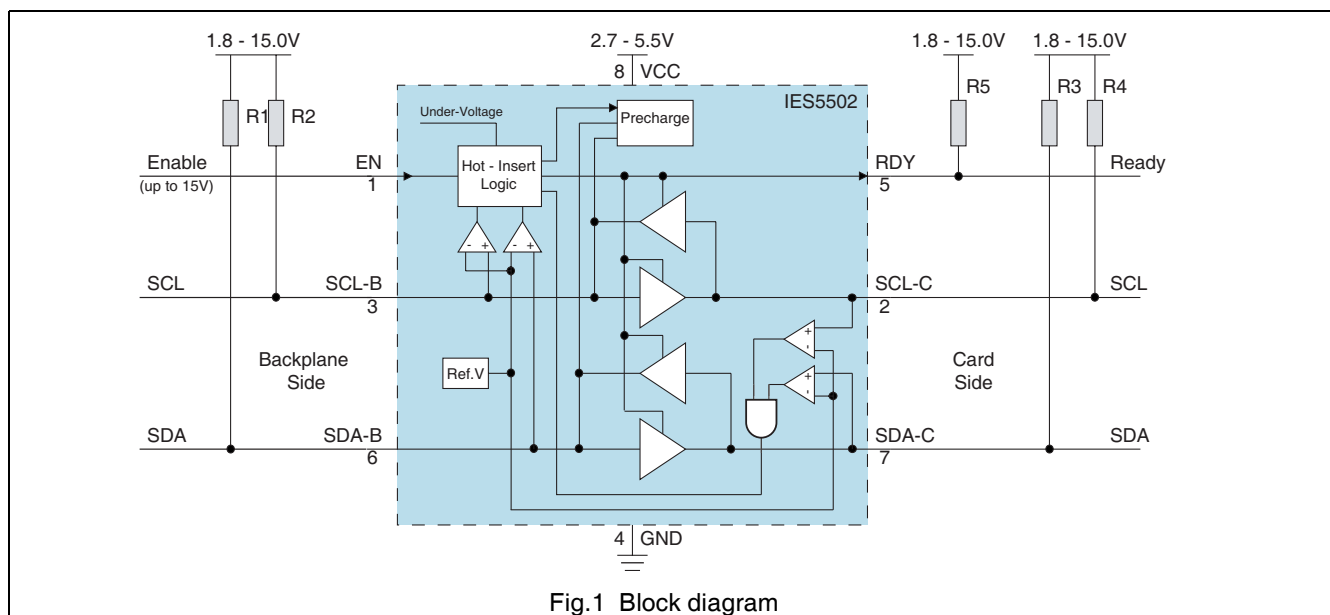 1.8 - 15.0V
2.7 - 5.5V
1.8 - 15.0V
1.8 - 15.0V
8 VCC
IES5502
R1
R2
Under-Voltage
Precharge
R5
R3
R4
Enable
(up to 15V)
EN
1
Hot - Insert
Logic
RDY
5
Ready
- +
- +
SCL
SCL-B
3
SCL-C
2
SCL
Backplane
Side
Ref.V
+
-
+
-
Card
Side
SDA
SDA-B
6
SDA-C
7
SDA
4 GND
Fig.1 Block diagram